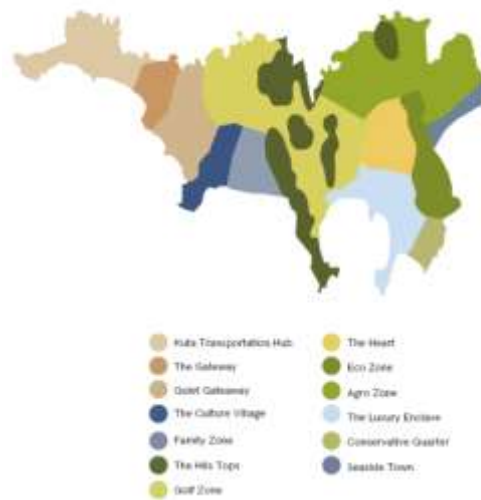 Kuta Transportation Hub
The Gateway
Quiet Gateaway
The Culture Village
Family Zone
The Hills Tops
Golf Zone
The Heart
Eco Zone
Agro Zone
The Luxury Enclave
Conservative Quarter
Seaside Town